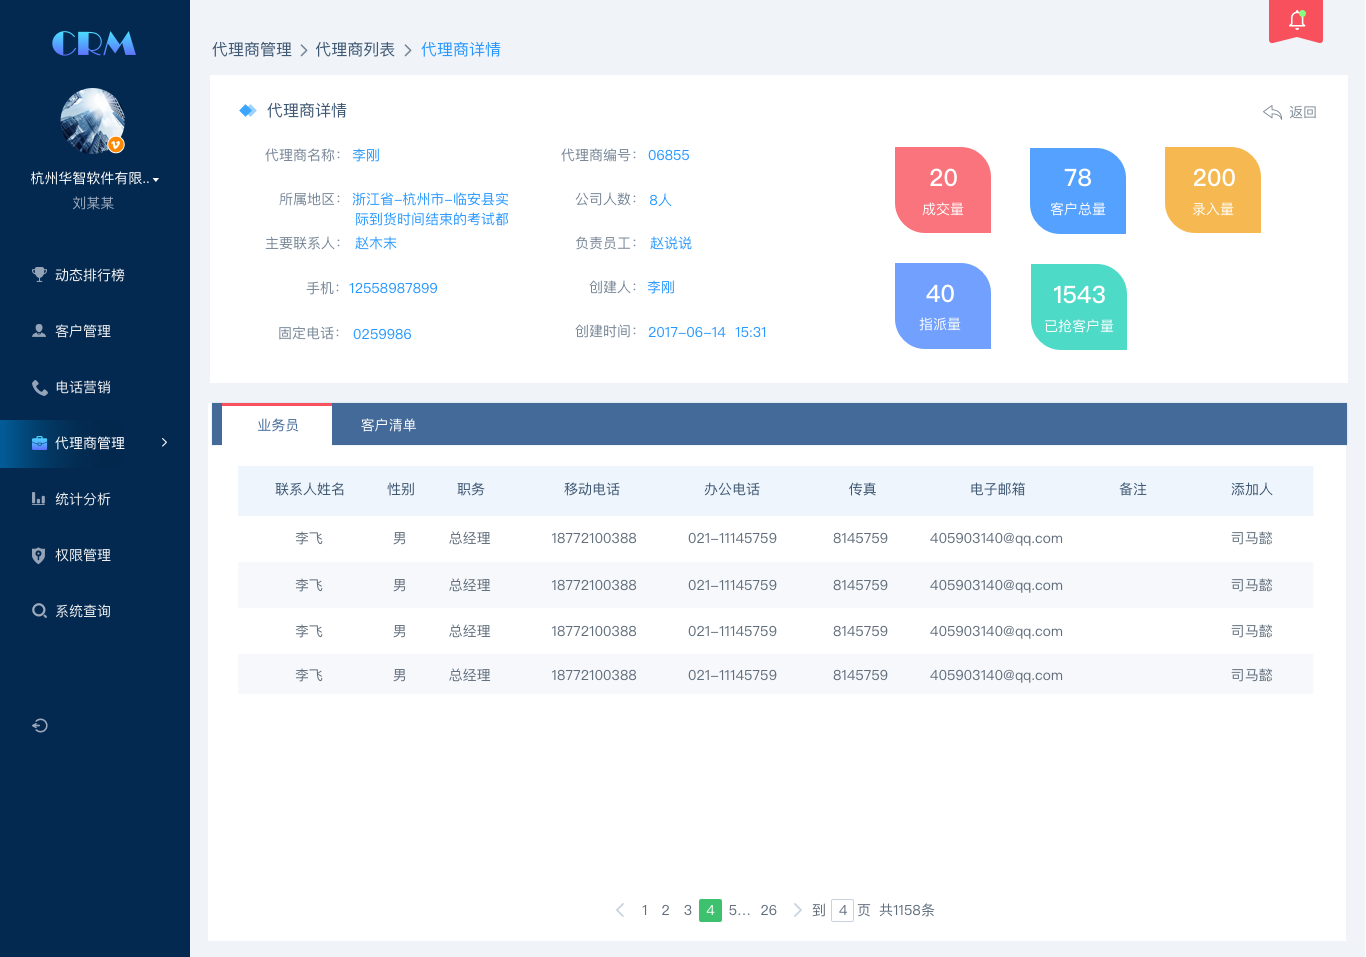 CRM
杭州华智软件有限..
刘某某
动态排行榜
客户管理
电话营销
代理商管理
统计分析
权限管理
系统查询
代理商管理 > 代理商列表 > 代理商详情
代理商详情
返回
代理商名称： 李刚
代理商编号： 06855
所属地区： 浙江省-杭州市-临安县实
际到货时间结束的考试都
公司人数： 8人
主要联系人： 赵木末
负责员工： 赵说说
手机： 12558987899
创建人： 李刚
固定电话： 0259986
创建时间： 2017-06-14 15:31
20
成交量
78
客户总量
200
录入量
40
指派量
1543
已抢客户量
业务员 客户清单
联系人姓名 性别 职务 移动电话 办公电话 传真 电子邮箱 备注 添加人
李飞 男 总经理 18772100388 021-11145759 8145759 405903140@qq.com 司马懿
李飞 男 总经理 18772100388 021-11145759 8145759 405903140@qq.com 司马懿
李飞 男 总经理 18772100388 021-11145759 8145759 405903140@qq.com 司马懿
李飞 男 总经理 18772100388 021-11145759 8145759 405903140@qq.com 司马懿
1 2 3 4 5... 26 到 4 页 共1158条